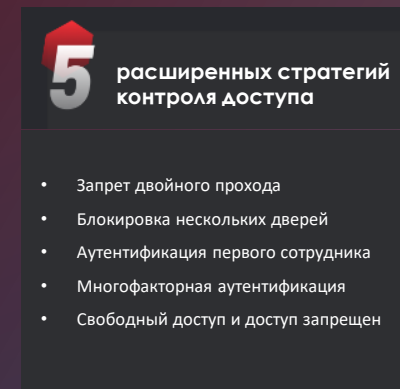 5
расширенных стратегий
контроля доступа
• Запрет двойного прохода
• Блокировка нескольких дверей
• Аутентификация первого сотрудника
• Многофакторная аутентификация
• Свободный доступ и доступ запрещен